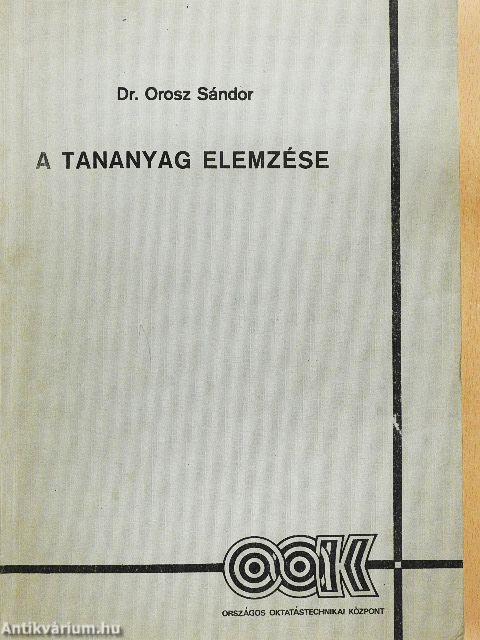 Dr. Orosz Sándor
A TANANYAG ELEMZÉSE
OOK
ORSZÁGOS OKTATÁSTECHNIKAI KÖZPONT
Antikvárium.hu